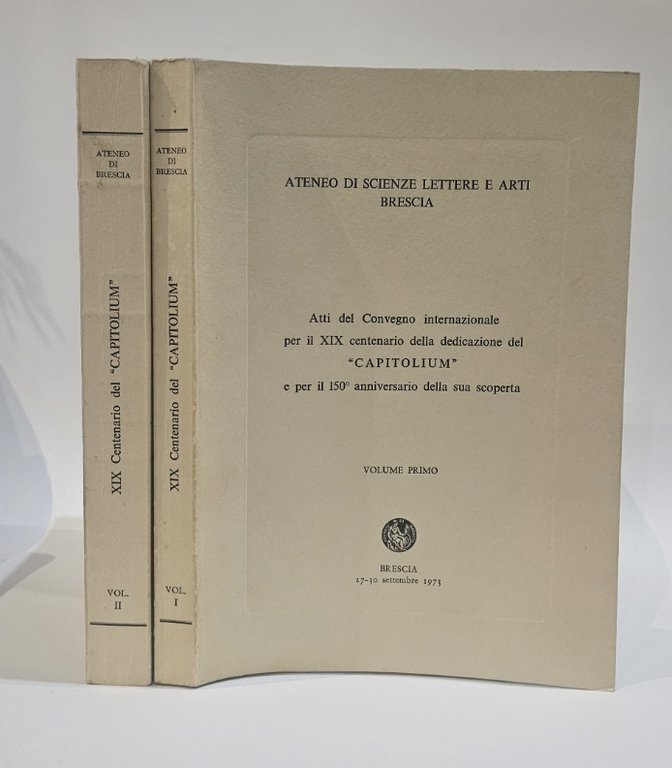 ATENEO
DI
BRESCIA
XIX Centenario del "CAPITOLIUM"
VOL.
II
ATENEO
DI
BRESCIA
XIX Centenario del "CAPITOLIUM"
VOL.
I
ATENEO DI SCIENZE LETTERE E ARTI
BRESCIA
Atti del Convegno internazionale
per il XIX centenario della dedicazione del
"CAPITOLIUM"
e per il 150° anniversario della sua scoperta
VOLUME PRIMO
BRESCIA
27-30 settembre 1973